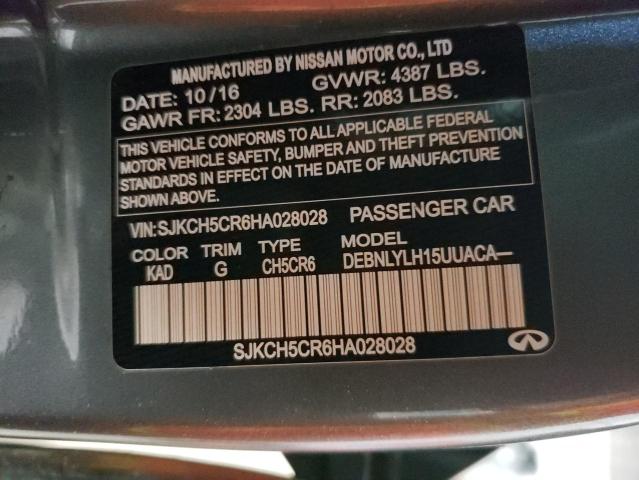 MANUFACTURED BY NISSAN MOTOR CO., LTD
DATE: 10/16 GVWR: 4387 LBS.
GAWR FR: 2304 LBS. RR: 2083 LBS.
THIS VEHICLE CONFORMS TO ALL APPLICABLE FEDERAL
MOTOR VEHICLE SAFETY, BUMPER AND THEFT PREVENTION
STANDARDS IN EFFECT ON THE DATE OF MANUFACTURE
SHOWN ABOVE.
VIN:SJKCH5CR6HA028028 PASSENGER CAR
COLOR TRIM TYPE MODEL
KAD G CH5CR6 DEBNLYLH15UUACA—
SJKCH5CR6HA028028